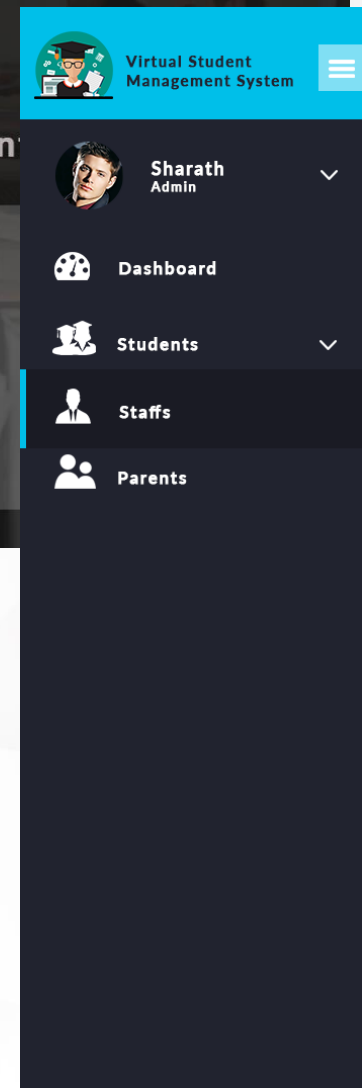 Virtual Student
Management System
Sharath
Admin
Dashboard
Students
Staffs
Parents